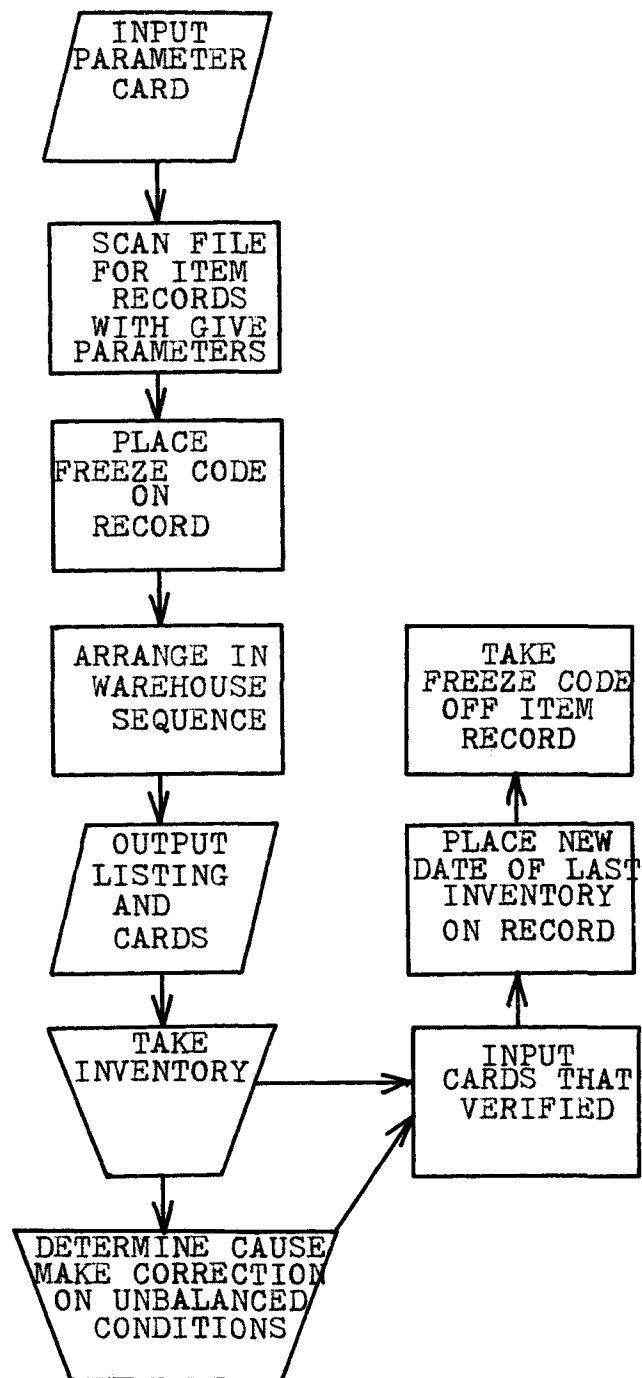 INPUT
PARAMETER
CARD
SCAN FILE
FOR ITEM
RECORDS
WITH GIVE
PARAMETERS
PLACE
FREEZE CODE
ON
RECORD
ARRANGE IN
WAREHOUSE
SEQUENCE
OUTPUT
LISTING
AND
CARDS
TAKE
INVENTORY
DETERMINE CAUSE
MAKE CORRECTION
ON UNBALANCED
CONDITIONS
INPUT
CARDS THAT
VERIFIED
PLACE NEW
DATE OF LAST
INVENTORY
ON RECORD
TAKE
FREEZE CODE
OFF ITEM
RECORD